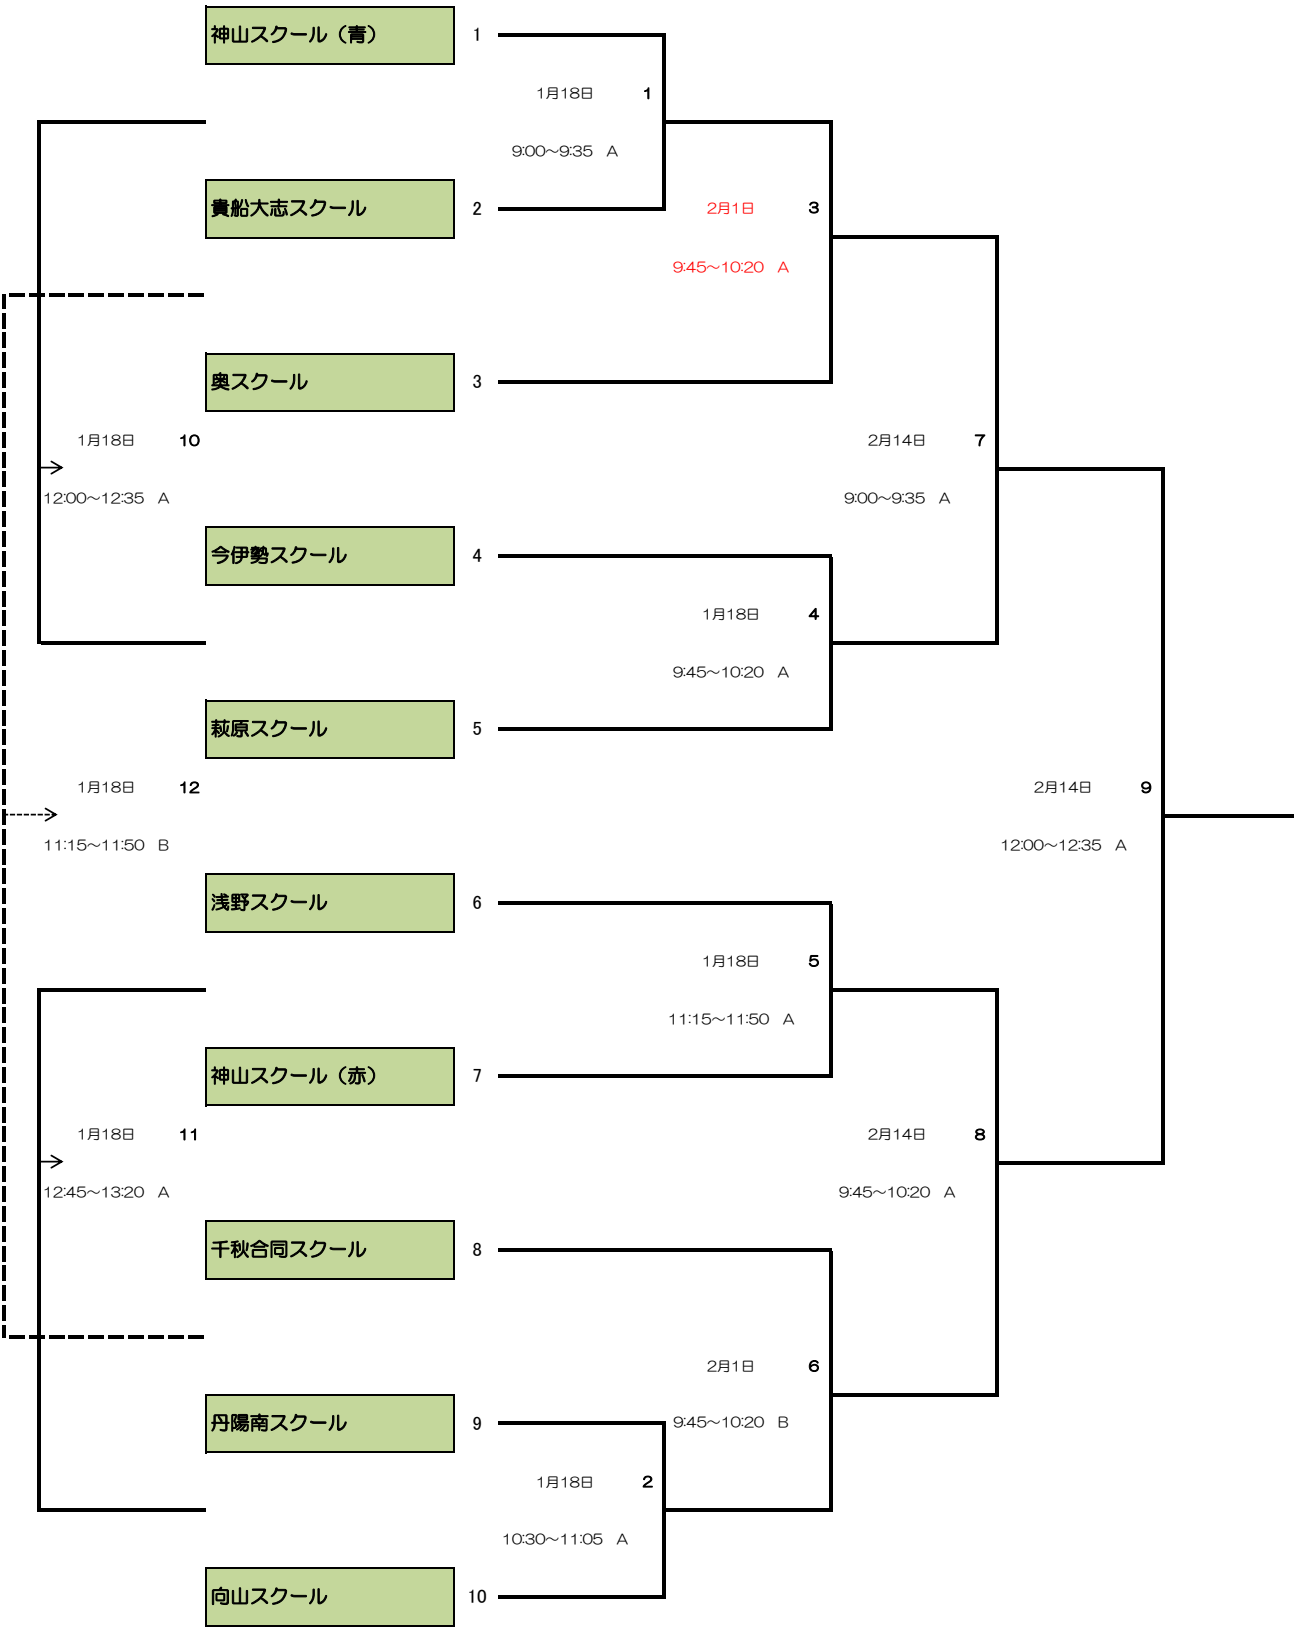 神山スクール（青） 1
1月18日 1
9:00～9:35 A
貴船大志スクール 2
2月1日 3
9:45～10:20 A
奥スクール 3
1月18日 10
2月14日 7
12:00～12:35 A
9:00～9:35 A
今伊勢スクール 4
1月18日 4
9:45～10:20 A
萩原スクール 5
1月18日 12
2月14日 9
11:15～11:50 B
12:00～12:35 A
浅野スクール 6
1月18日 5
11:15～11:50 A
神山スクール（赤） 7
1月18日 11
2月14日 8
12:45～13:20 A
9:45～10:20 A
千秋合同スクール 8
2月1日 6
9:45～10:20 B
丹陽南スクール 9
1月18日 2
10:30～11:05 A
向山スクール 10